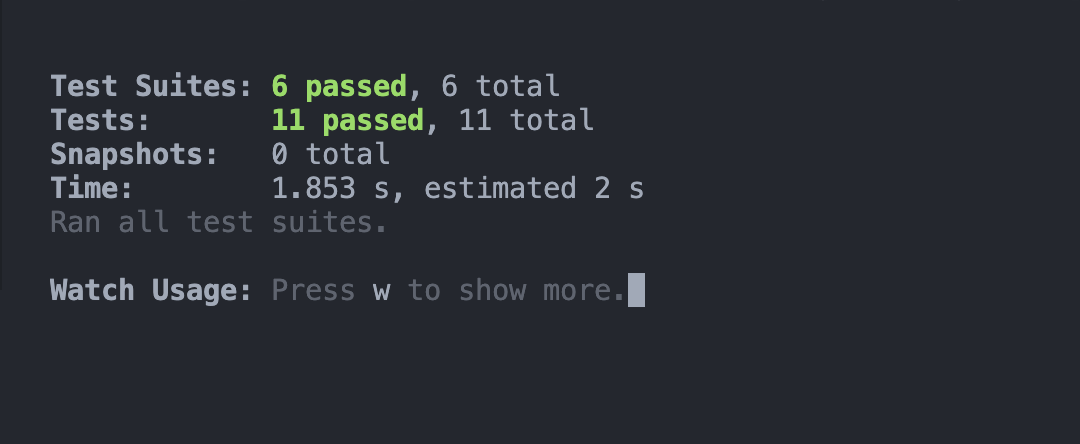 Test Suites: 6 passed, 6 total
Tests:       11 passed, 11 total
Snapshots:   0 total
Time:        1.853 s, estimated 2 s
Ran all test suites.
Watch Usage: Press w to show more.